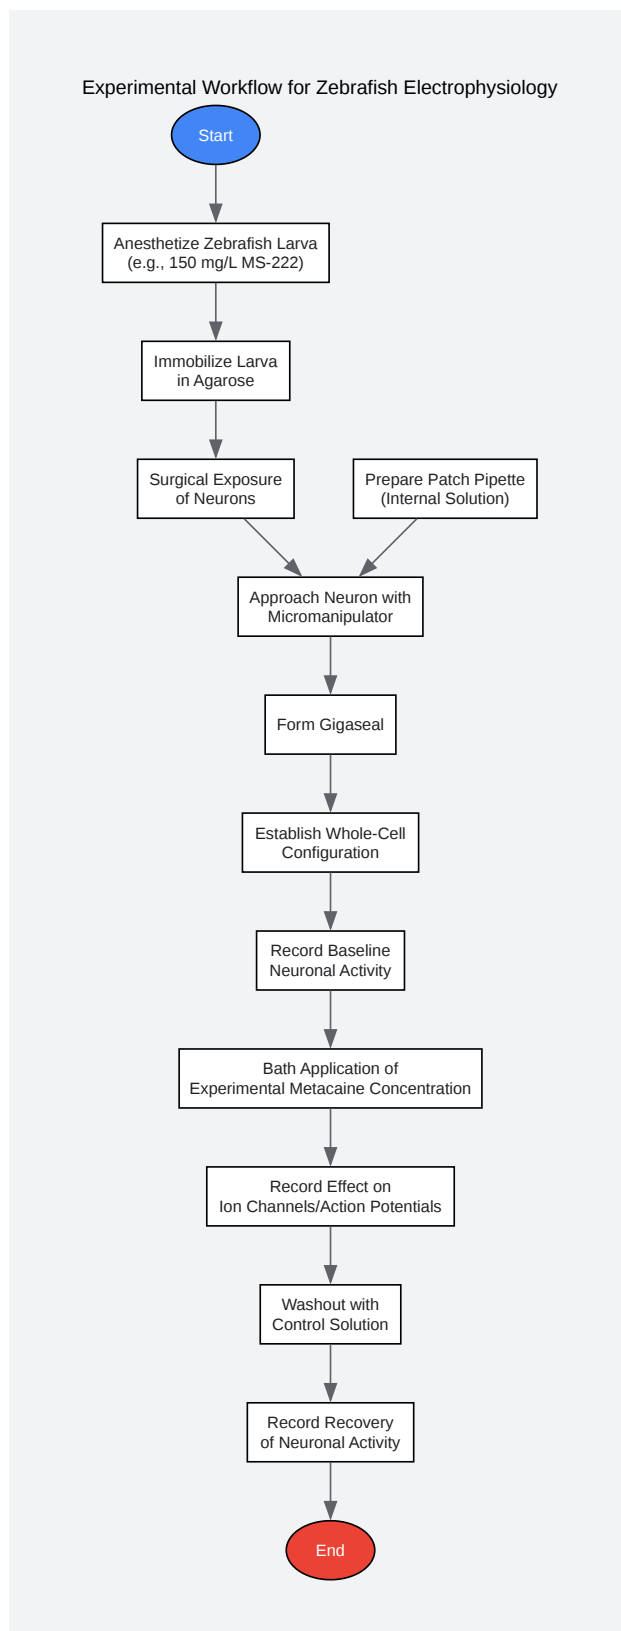 Experimental Workflow for Zebrafish Electrophysiology
Start
Anesthetize Zebrafish Larva
(e.g., 150 mg/L MS-222)
Immobilize Larva
in Agarose
Surgical Exposure
of Neurons
Prepare Patch Pipette
(Internal Solution)
Approach Neuron with
Micromanipulator
Form Gigaseal
Establish Whole-Cell
Configuration
Record Baseline
Neuronal Activity
Bath Application of
Experimental Metacaine Concentration
Record Effect on
Ion Channels/Action Potentials
Washout with
Control Solution
Record Recovery
of Neuronal Activity
End